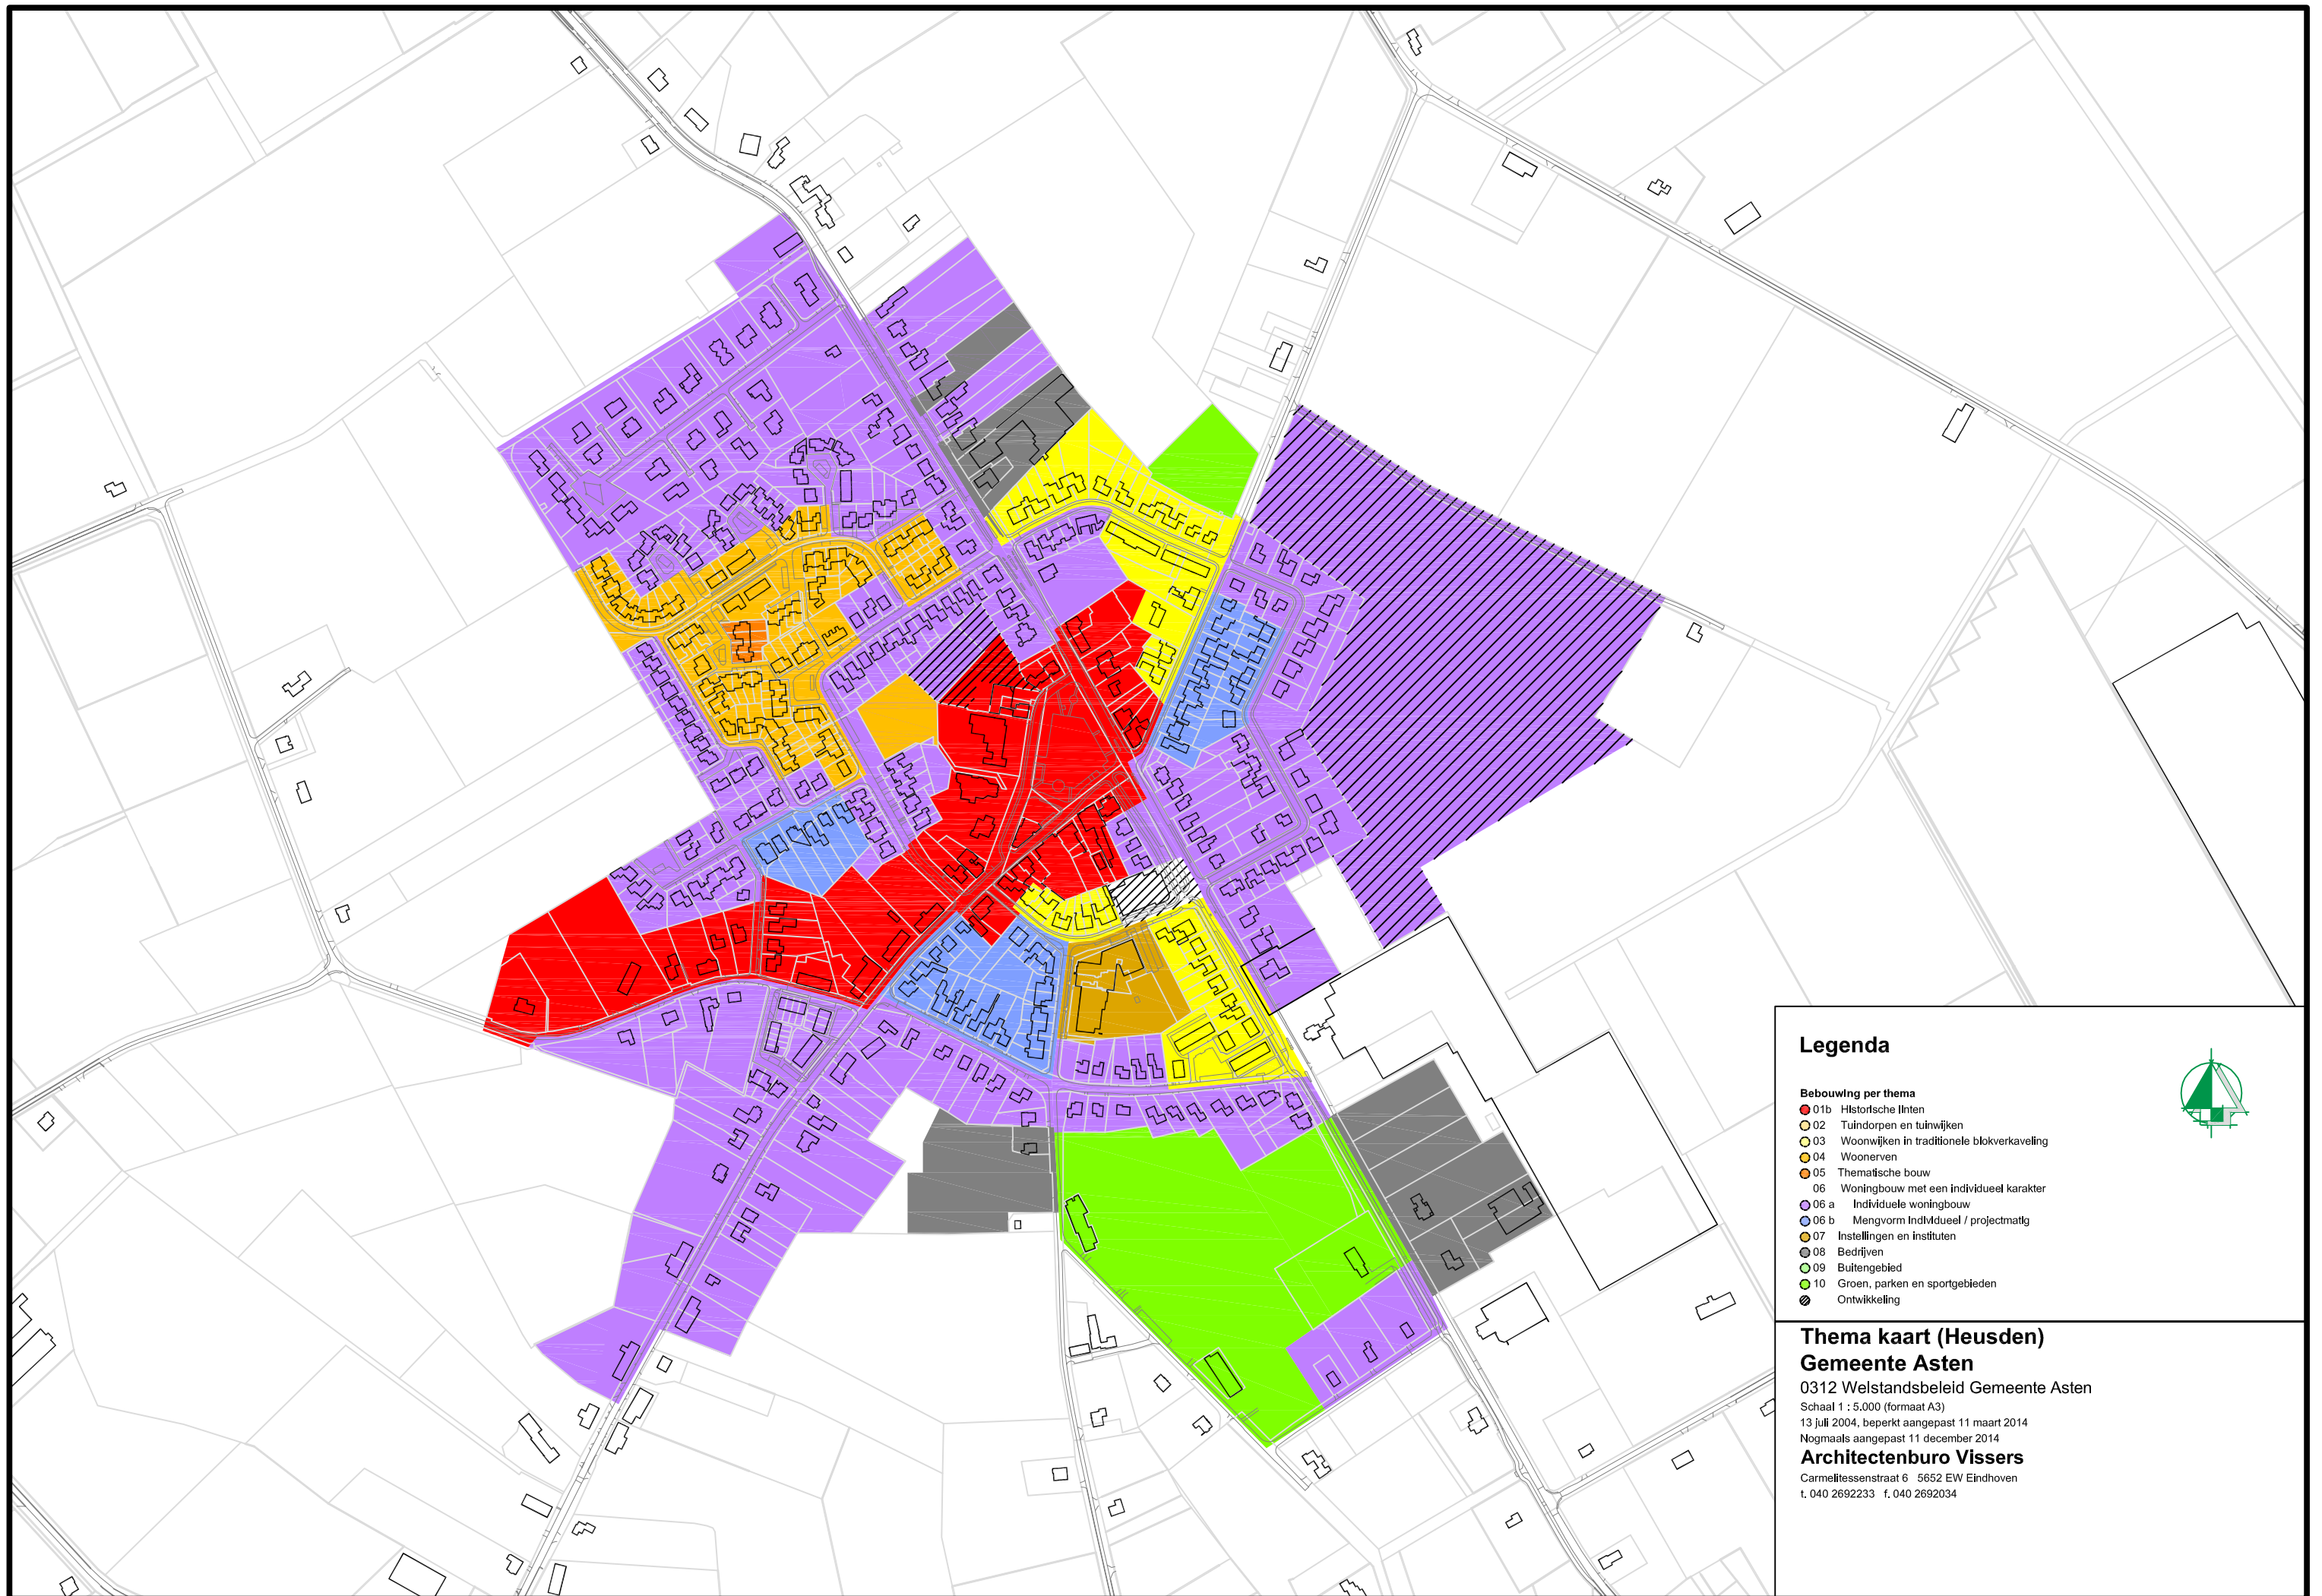 Legenda
Bebouwing per thema
01b Historische linten
02 Tuindorpen en tuinwijken
03 Woonwijken in traditionele blokverkaveling
04 Woonerven
05 Thematische bouw
06 Woningbouw met een individueel karakter
06 a Individuele woningbouw
06 b Mengvorm individueel / projectmatig
07 Instellingen en instituten
08 Bedrijven
09 Buitengebied
10 Groen, parken en sportgebieden
Ontwikkeling
Thema kaart (Heusden)
Gemeente Asten
0312 Welstandsbeleid Gemeente Asten
Schaal 1 : 5.000 (formaat A3)
13 juli 2004, beperkt aangepast 11 maart 2014
Nogmaals aangepast 11 december 2014
Architectenburo Vissers
Carmelitessenstraat 6 5652 EW Eindhoven
t. 040 2692233 f. 040 2692034